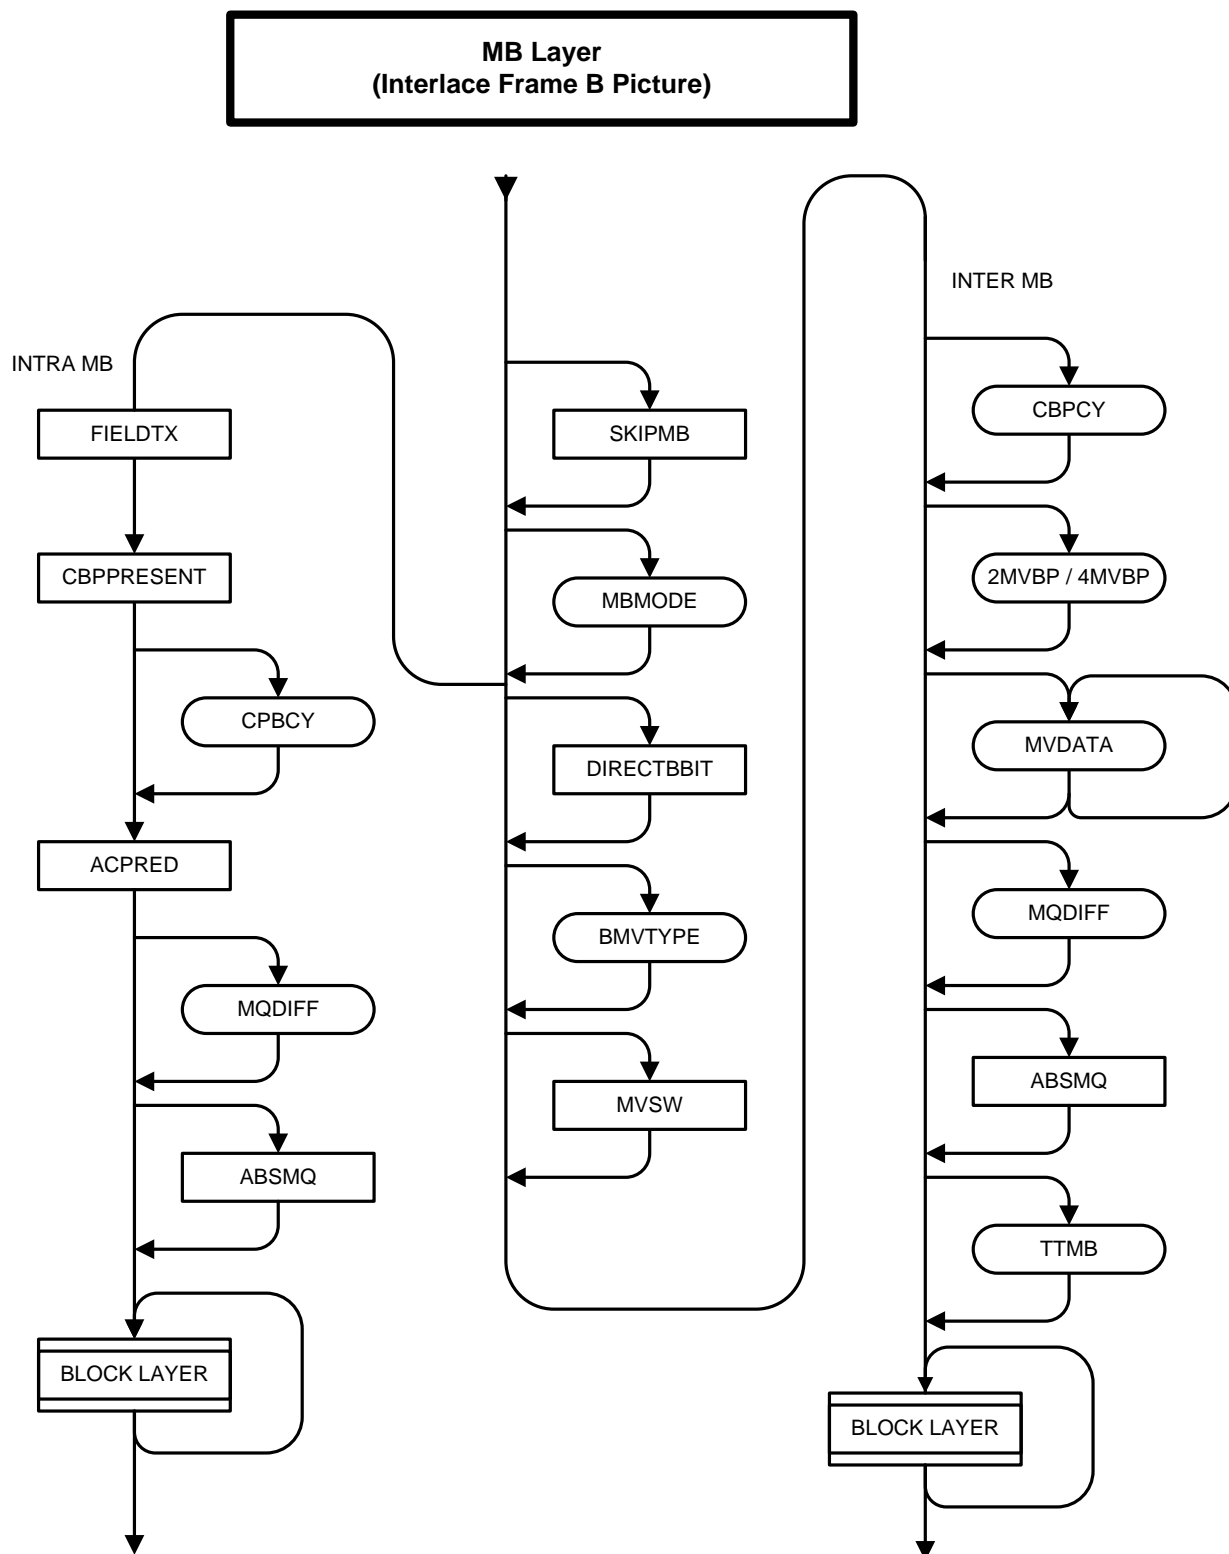 MB Layer
(Interlace Frame B Picture)
INTRA MB
FIELDTX
CBPPRESENT
CPBCY
ACPRED
MQDIFF
ABSMQ
BLOCK LAYER
SKIPMB
MBMODE
DIRECTBBIT
BMVTYPE
MVSW
INTER MB
CBPCY
2MVBP / 4MVBP
MVDATA
MQDIFF
ABSMQ
TTMB
BLOCK LAYER